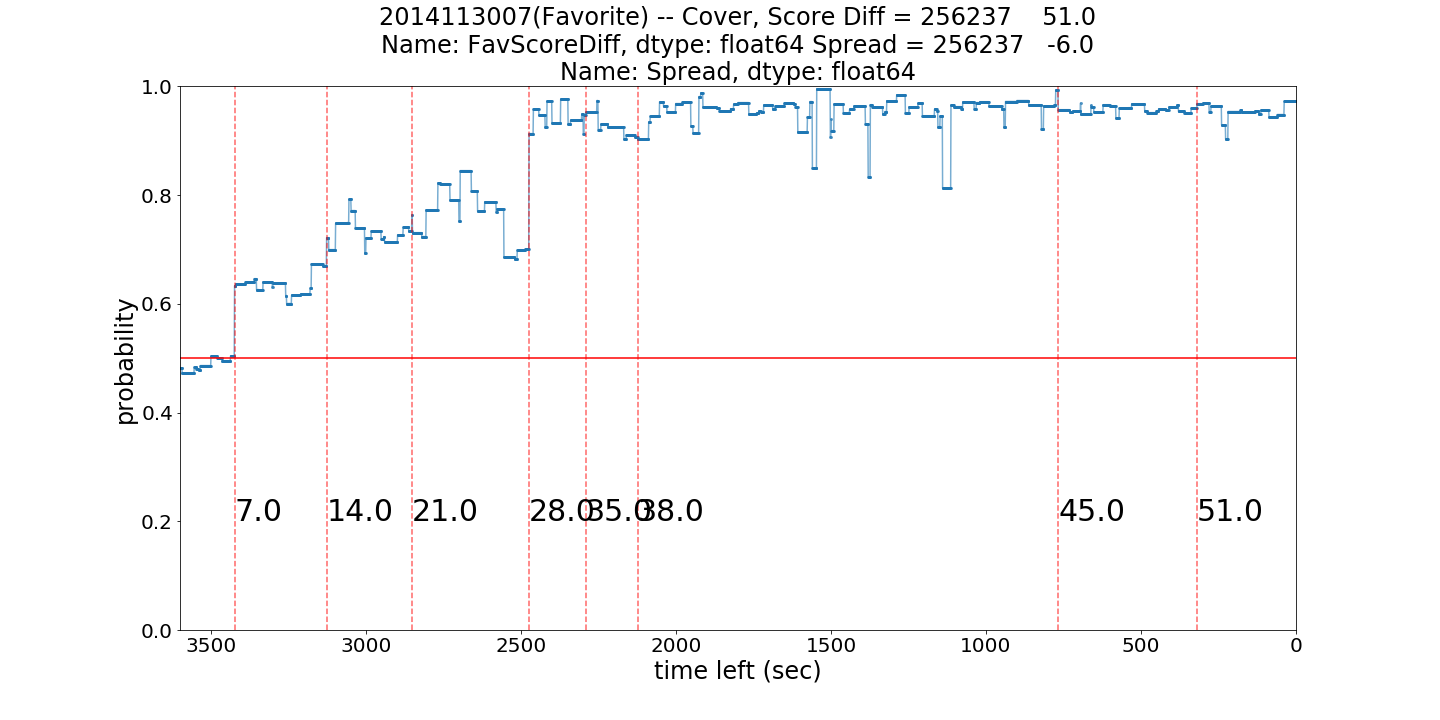 2014113007(Favorite) -- Cover, Score Diff = 256237    51.0
Name: FavScoreDiff, dtype: float64 Spread = 256237   -6.0
Name: Spread, dtype: float64
1.0
0.8
0.6
0.4
0.2
0.0
probability
7.0 14.0 21.0 28.0 35.0 38.0 45.0 51.0
3500 3000 2500 2000 1500 1000 500 0
time left (sec)